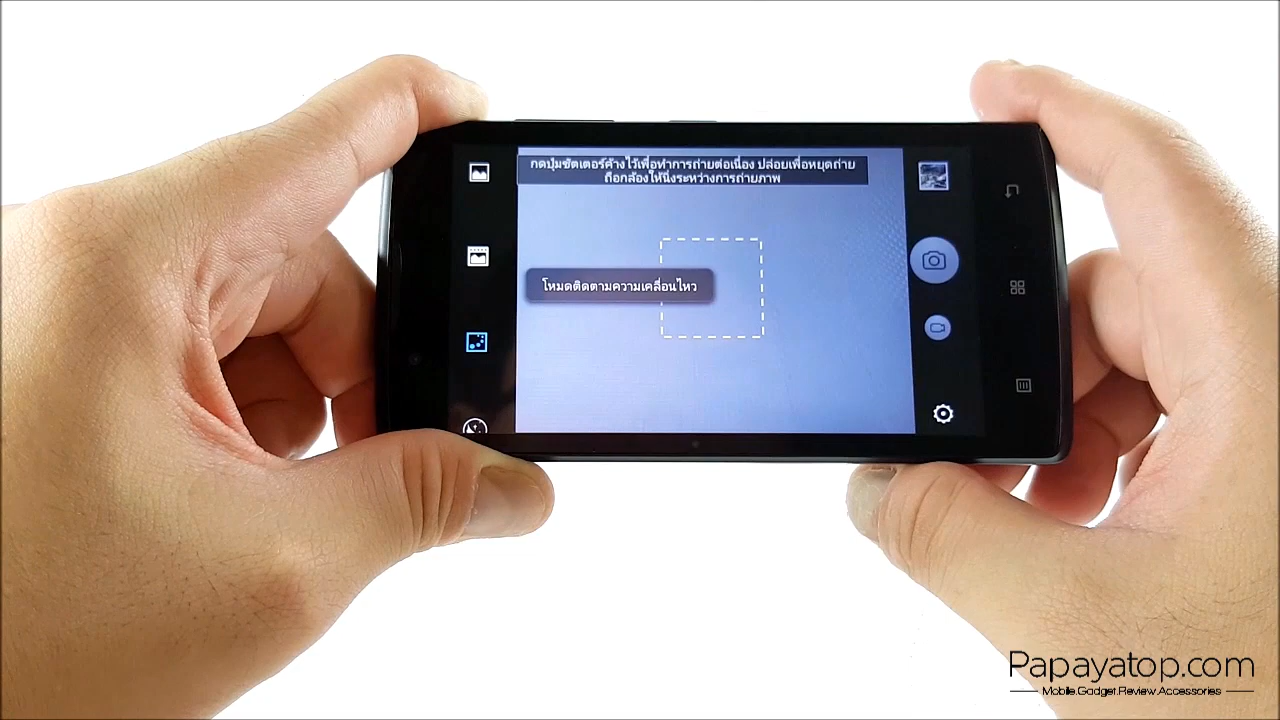 กดปุ่มชัตเตอร์ค้างไว้เพื่อทำการถ่ายต่อเนื่อง ปล่อยเพื่อหยุดถ่าย
ถือกล้องให้นิ่งระหว่างการถ่ายภาพ
โหมดติดตามความเคลื่อนไหว
Papayatop.com
Mobile.Gadget.Review.Accessories